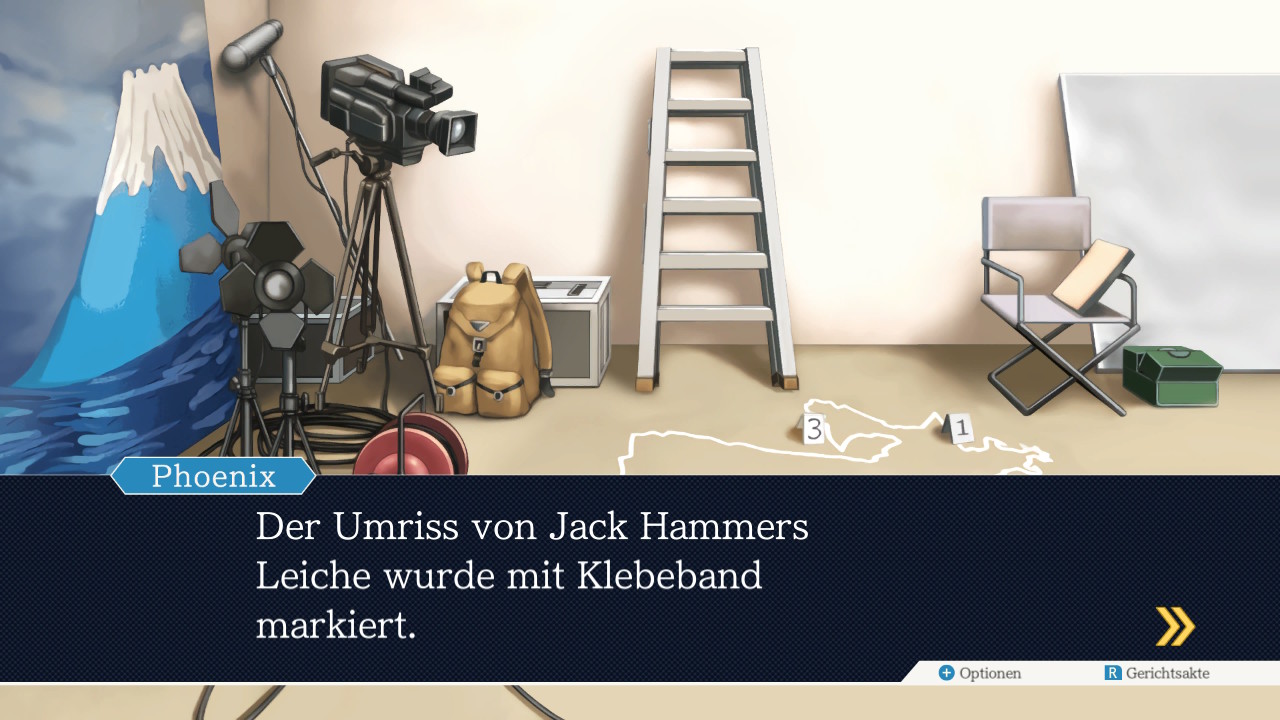 3
1
Phoenix
Der Umriss von Jack Hammers
Leiche wurde mit Klebeband
markiert.
+ Optionen
R Gerichtsakte